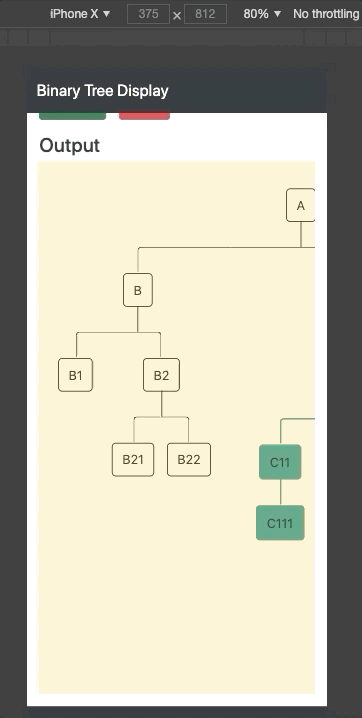 iPhone X ▼ 375 × 812 80% ▼ No throttling
Binary Tree Display
Output
A
B
B1 B2
B21 B22 C11
C111